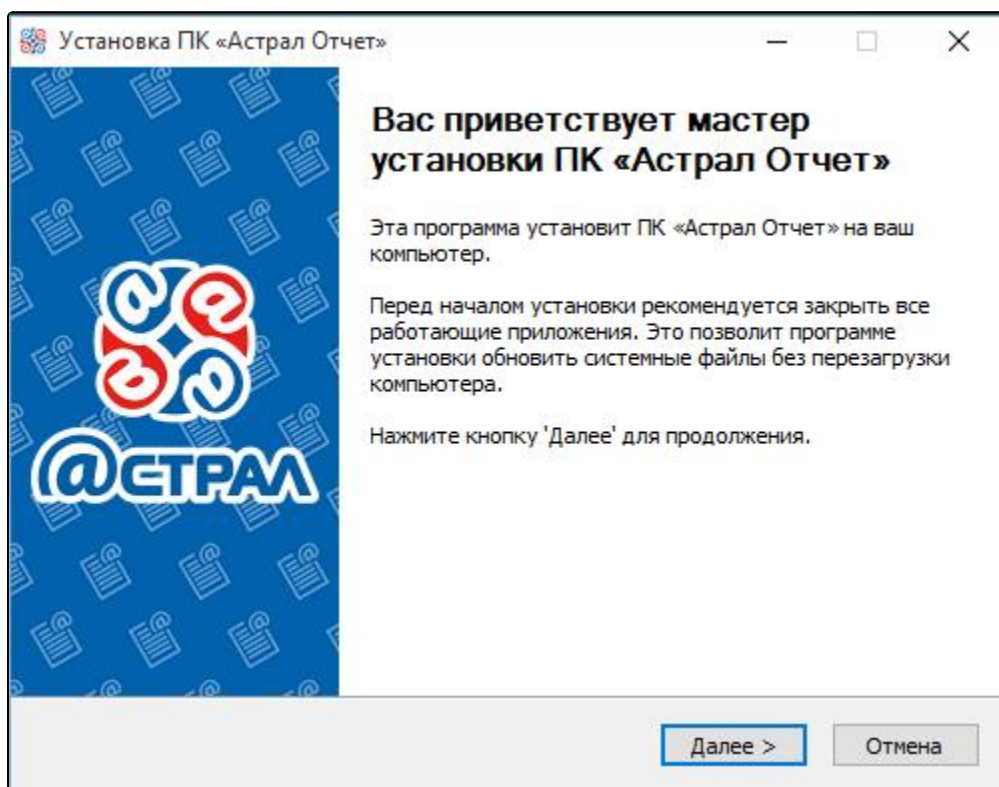 Установка ПК «Астрал Отчет»
Вас приветствует мастер
установки ПК «Астрал Отчет»
Эта программа установит ПК «Астрал Отчет» на ваш
компьютер.
Перед началом установки рекомендуется закрыть все
работающие приложения. Это позволит программе
установки обновить системные файлы без перезагрузки
компьютера.
Нажмите кнопку 'Далее' для продолжения.
@СТРАЛ
Далее >
Отмена